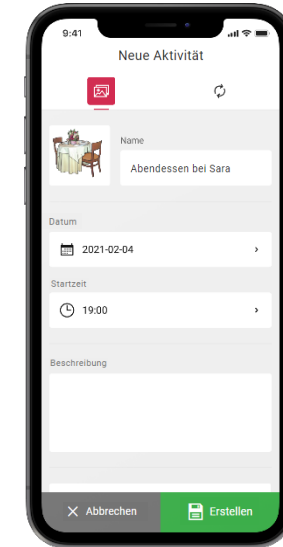 9:41
Neue Aktivität
Name
Abendessen bei Sara
Datum
2021-02-04
Startzeit
19:00
Beschreibung
Abbrechen
Erstellen